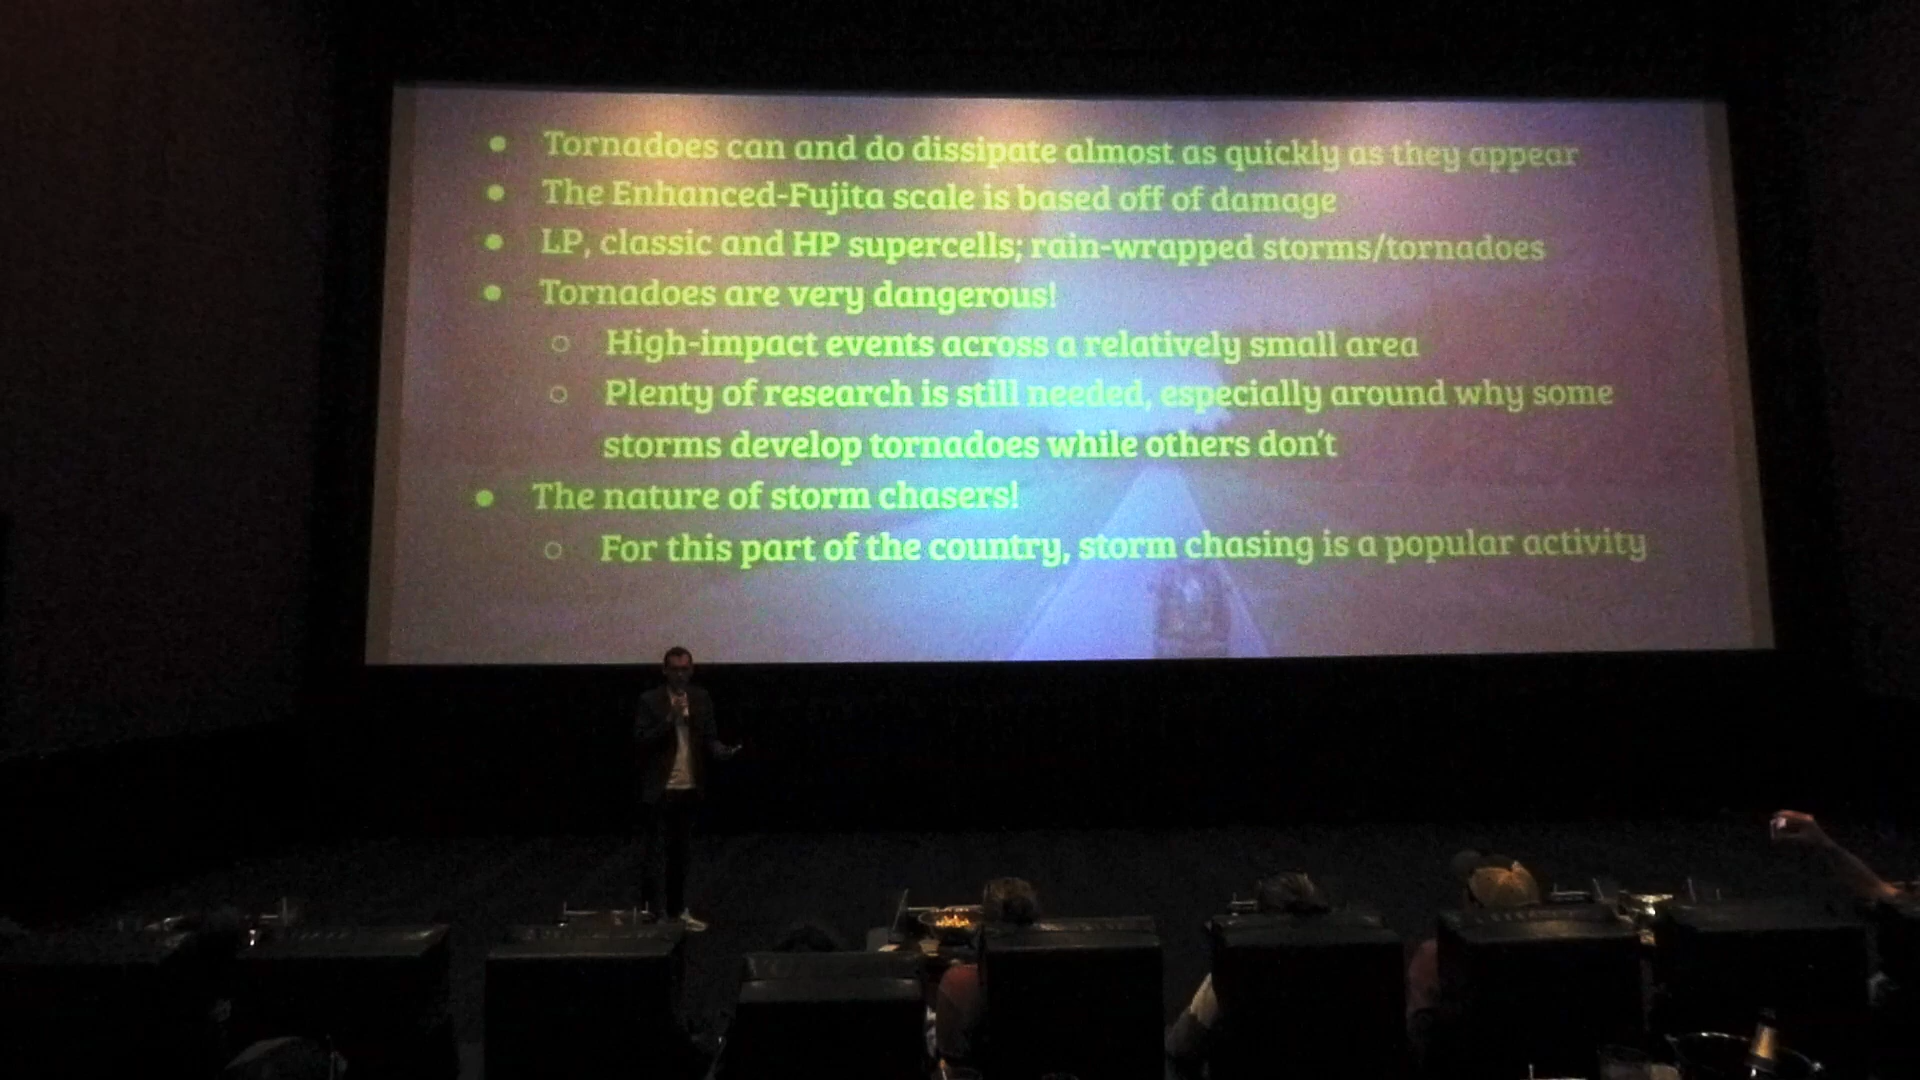 ● Tornadoes can and do dissipate almost as quickly as they appear
● The Enhanced-Fujita scale is based off of damage
● LP, classic and HP supercells; rain-wrapped storms/tornadoes
● Tornadoes are very dangerous!
○ High-impact events across a relatively small area
○ Plenty of research is still needed, especially around why some
storms develop tornadoes while others don't
● The nature of storm chasers!
○ For this part of the country, storm chasing is a popular activity